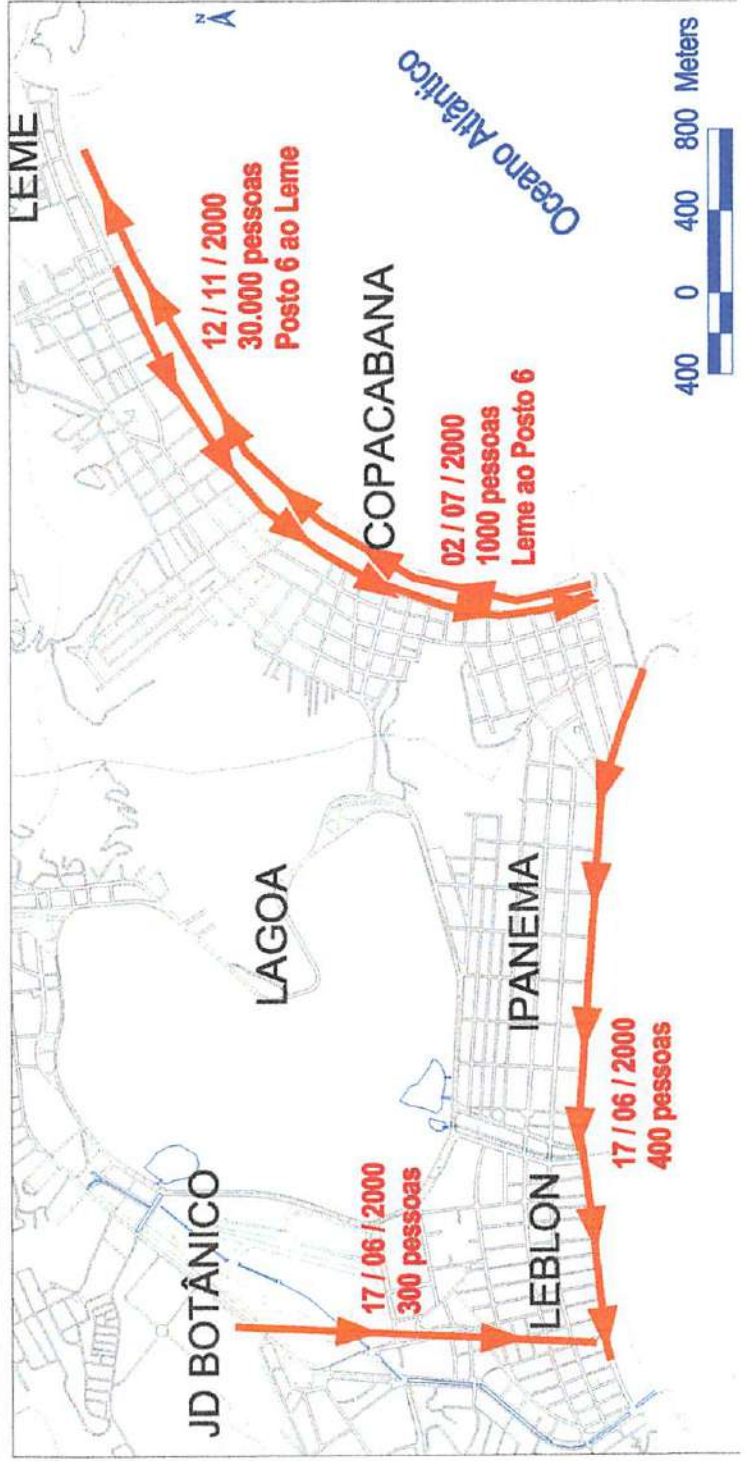 LEME
N
12 / 11 / 2000
30.000 pessoas
Posto 6 ao Leme
Oceano Atlântico
JD BOTÂNICO
LAGOA
COPACABANA
17 / 06 / 2000
300 pessoas
02 / 07 / 2000
1000 pessoas
Leme ao Posto 6
LEBLON
IPANEMA
17 / 06 / 2000
400 pessoas
400 0 400 800 Meters